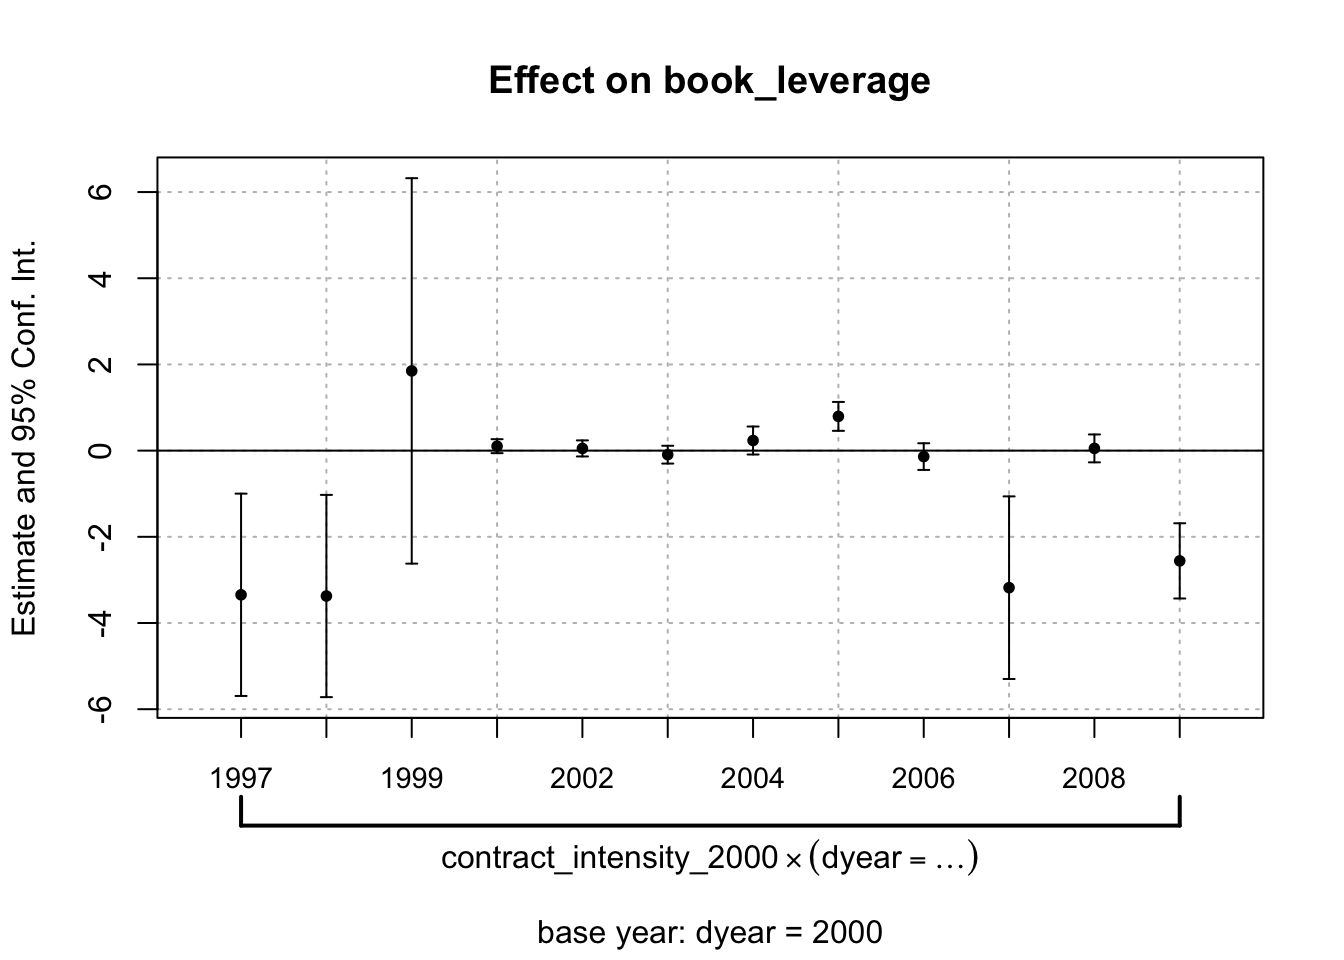 Effect on book_leverage
Estimate and 95% Conf. Int.
6
4
2
0
-2
-4
-6
1997 1999 2002 2004 2006 2008
contract_intensity_2000 × (dyear = …)
base year: dyear = 2000